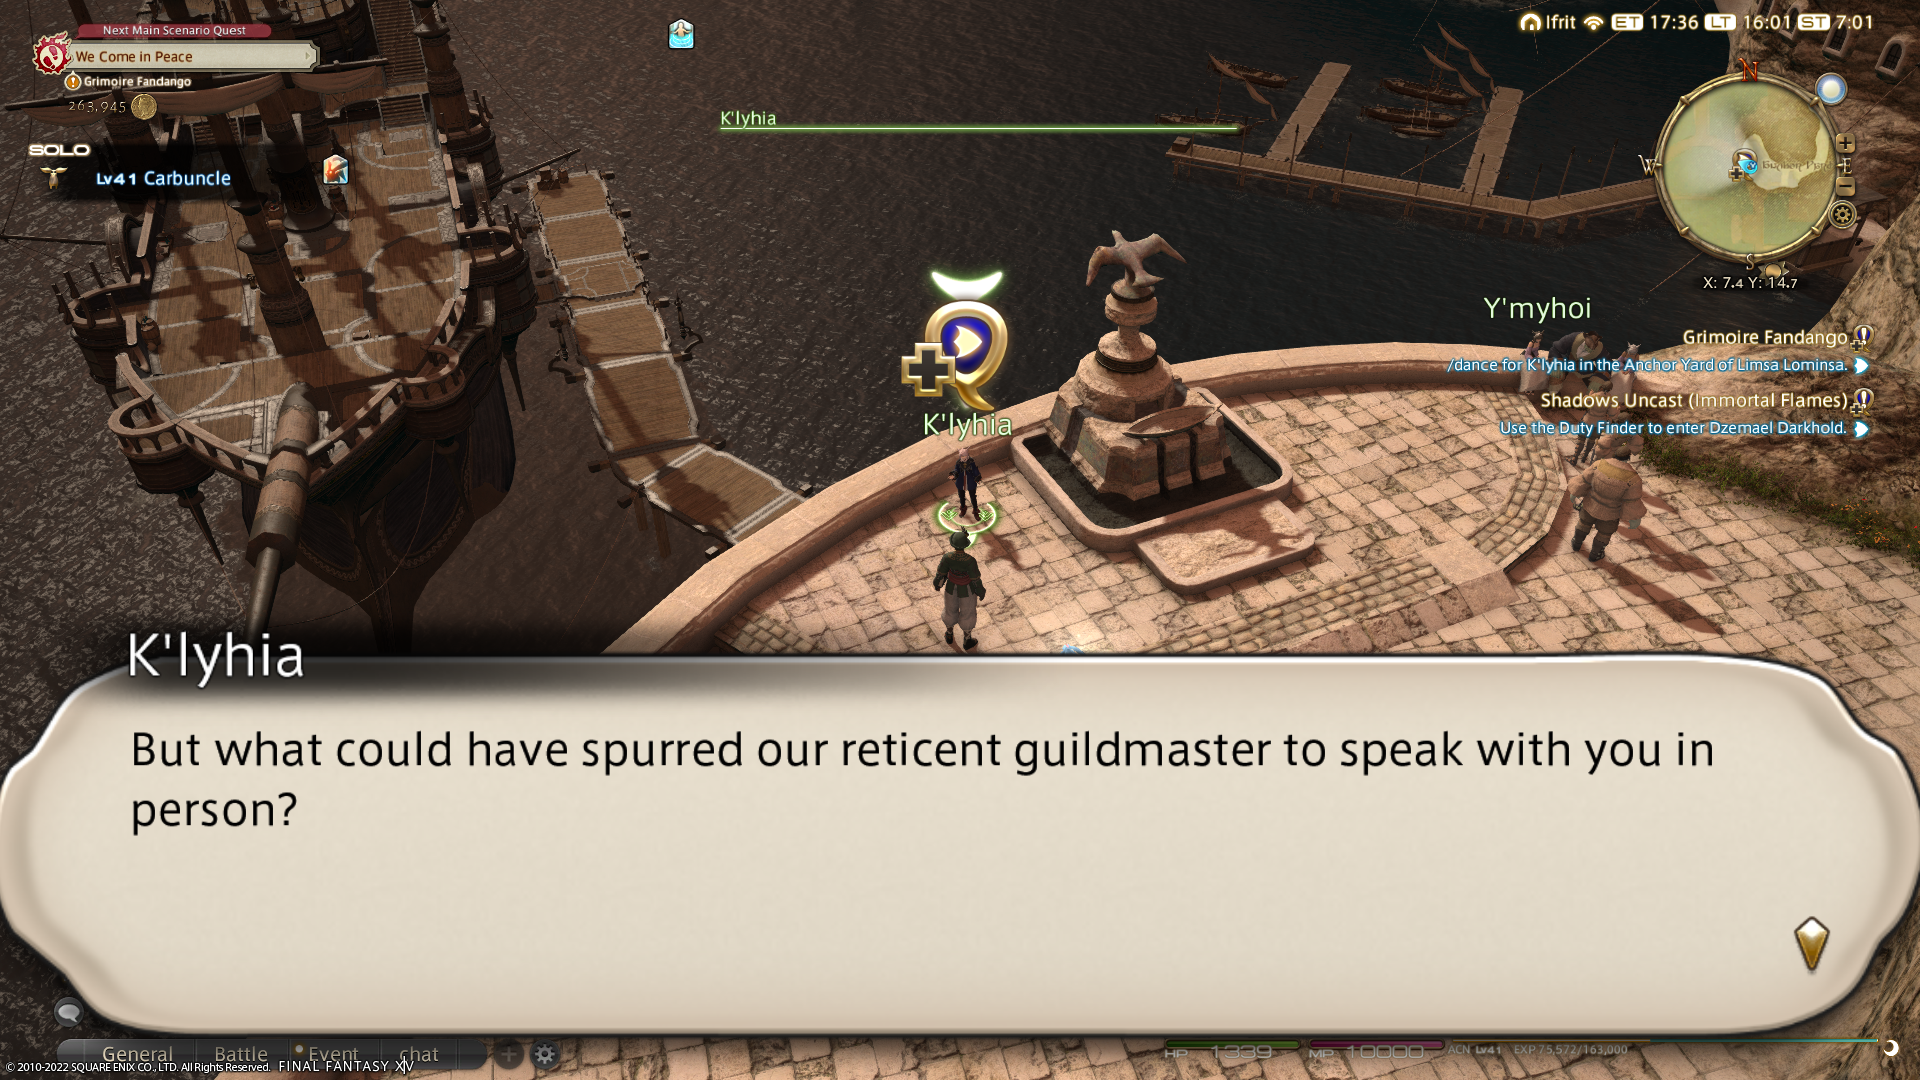 Next Main Scenario Quest
We Come in Peace
Grimoire Fandango
263,945
SOLO
Lv41 Carbuncle
K'lyhia
Ifrit ET 17:36 LT 16:01 ST 7:01
N
W
E
S
X: 7.4 Y: 14.7
Y'myhoi
Grimoire Fandango
/dance for K'lyhia in the Anchor Yard of Limsa Lominsa.
Shadows Uncast (Immortal Flames)
Use the Duty Finder to enter Dzemael Darkhold.
K'lyhia
K'lyhia
But what could have spurred our reticent guildmaster to speak with you in
person?
General Battle Event chat
HP 1339 MP 10000 ACN Lv41 EXP 75,572/163,000
© 2010-2022 SQUARE ENIX CO., LTD. All Rights Reserved. FINAL FANTASY XIV